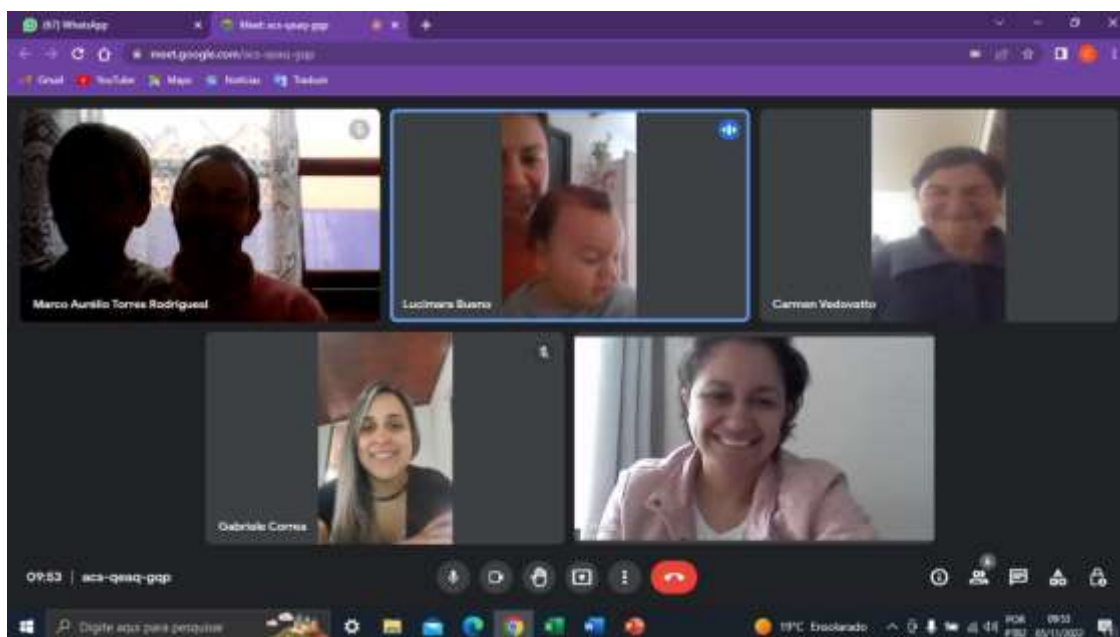 (67) WhatsApp
Meet: acs-qeaq-gqp
meet.google.com/acs-qeaq-gqp
Gmail YouTube Maps Notícias Traduzir
Marco Aurélio Torres Rodrigues
Lucimara Bueno
Carmen Vedovatto
Gabriele Correa
09:53 | acs-qeaq-gqp
Digite aqui para pesquisar
19°C Ensolarado
POR
09:53